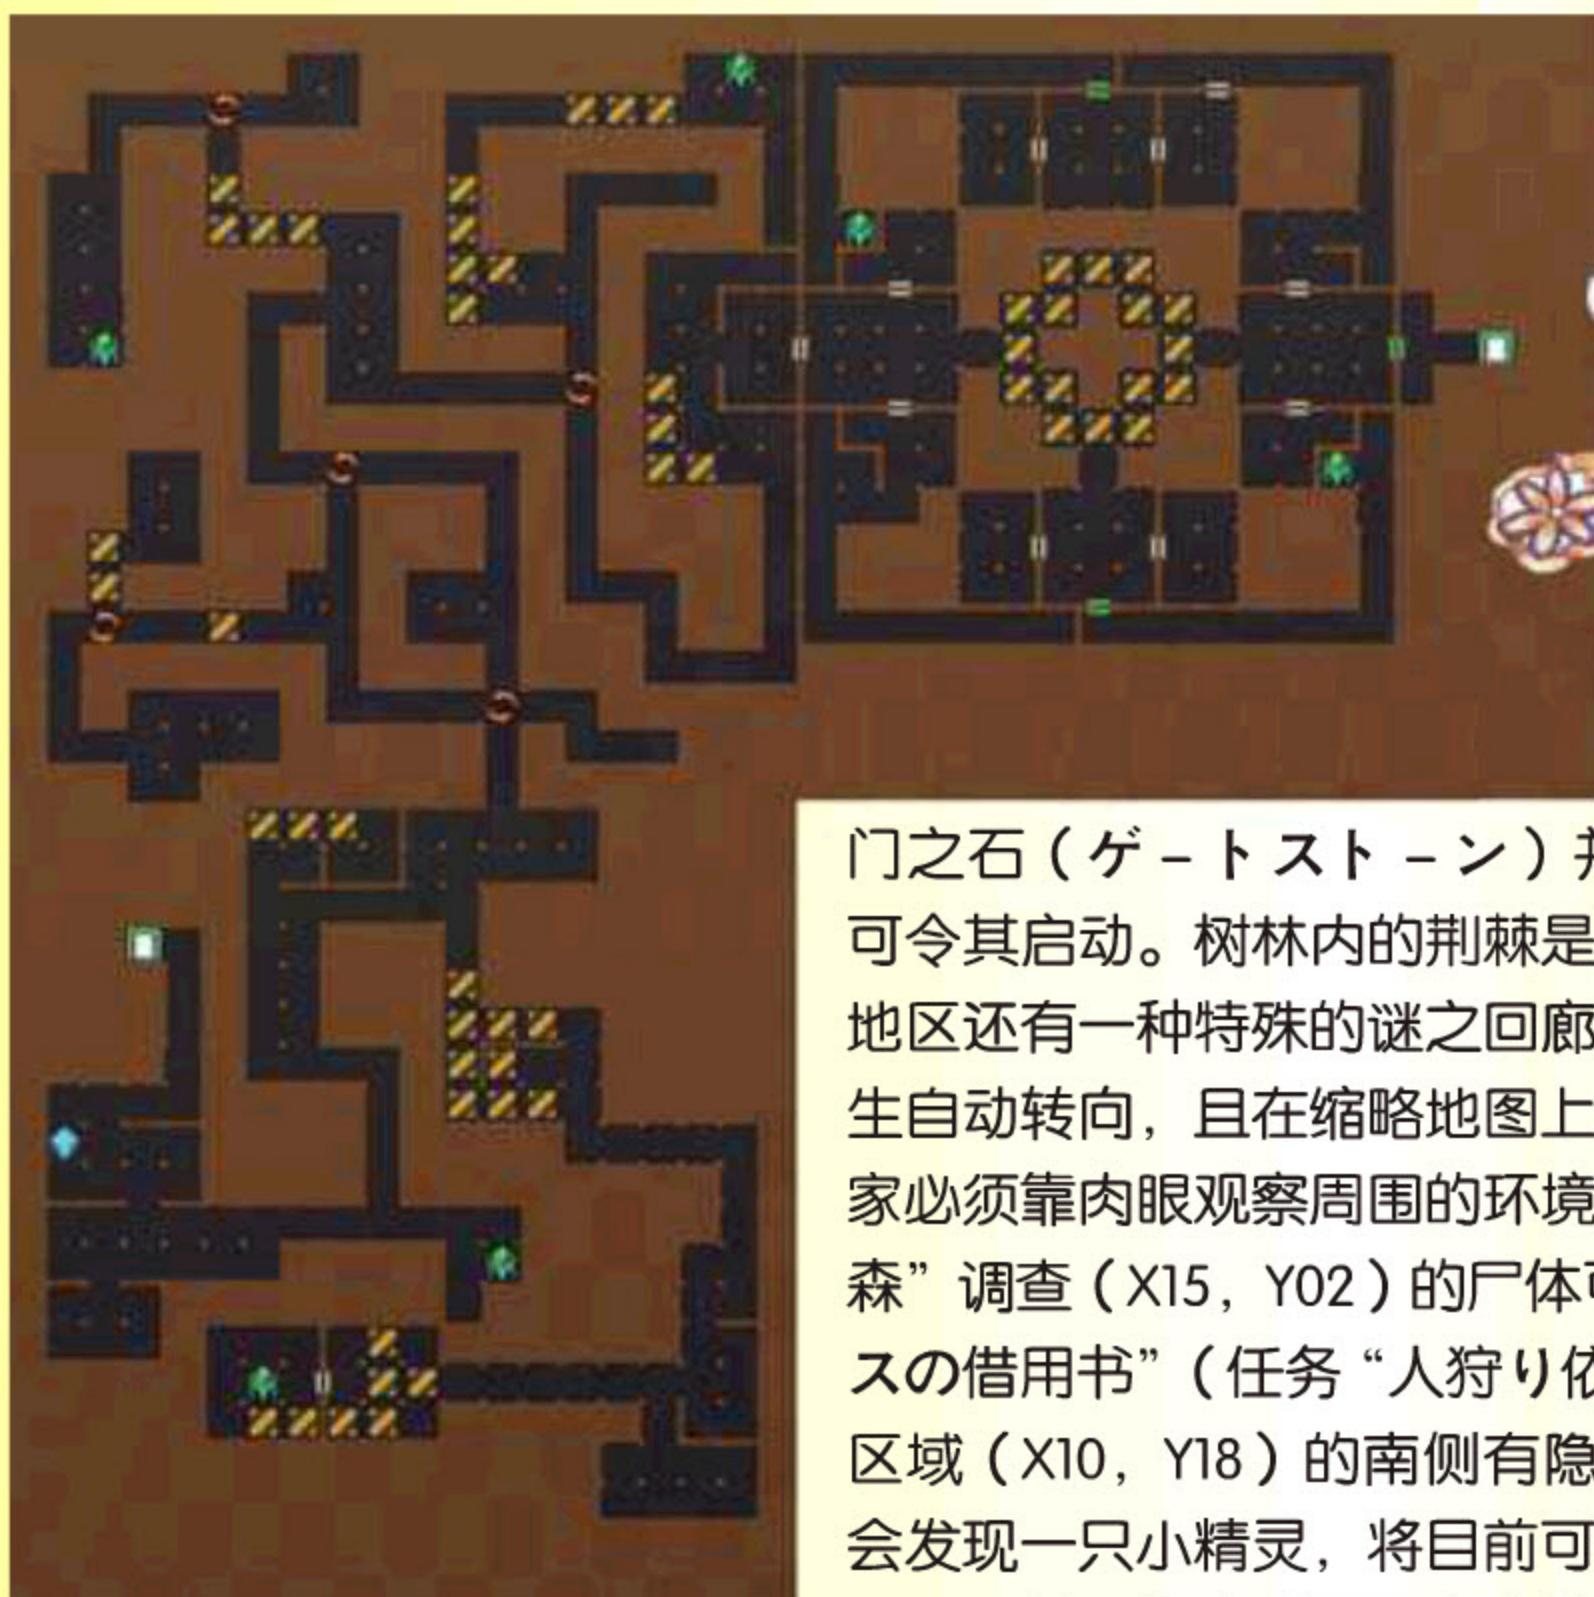 门之石（ゲ－トスト－ン）并
可令其启动。树林内的荆棘是
地区还有一种特殊的谜之回廊
生自动转向，且在缩略地图上
家必须靠肉眼观察周围的环境
森”调查（X15，Y02）的尸体可
スの借用书”（任务“人狩り依
区域（X10，Y18）的南侧有隐
会发现一只小精灵，将目前可